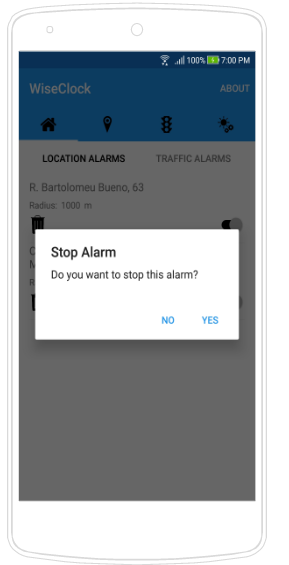 100% 7:00 PM
WiseClock ABOUT
LOCATION ALARMS TRAFFIC ALARMS
R. Bartolomeu Bueno, 63
Radius: 1000 m
Stop Alarm
Do you want to stop this alarm?
NO YES